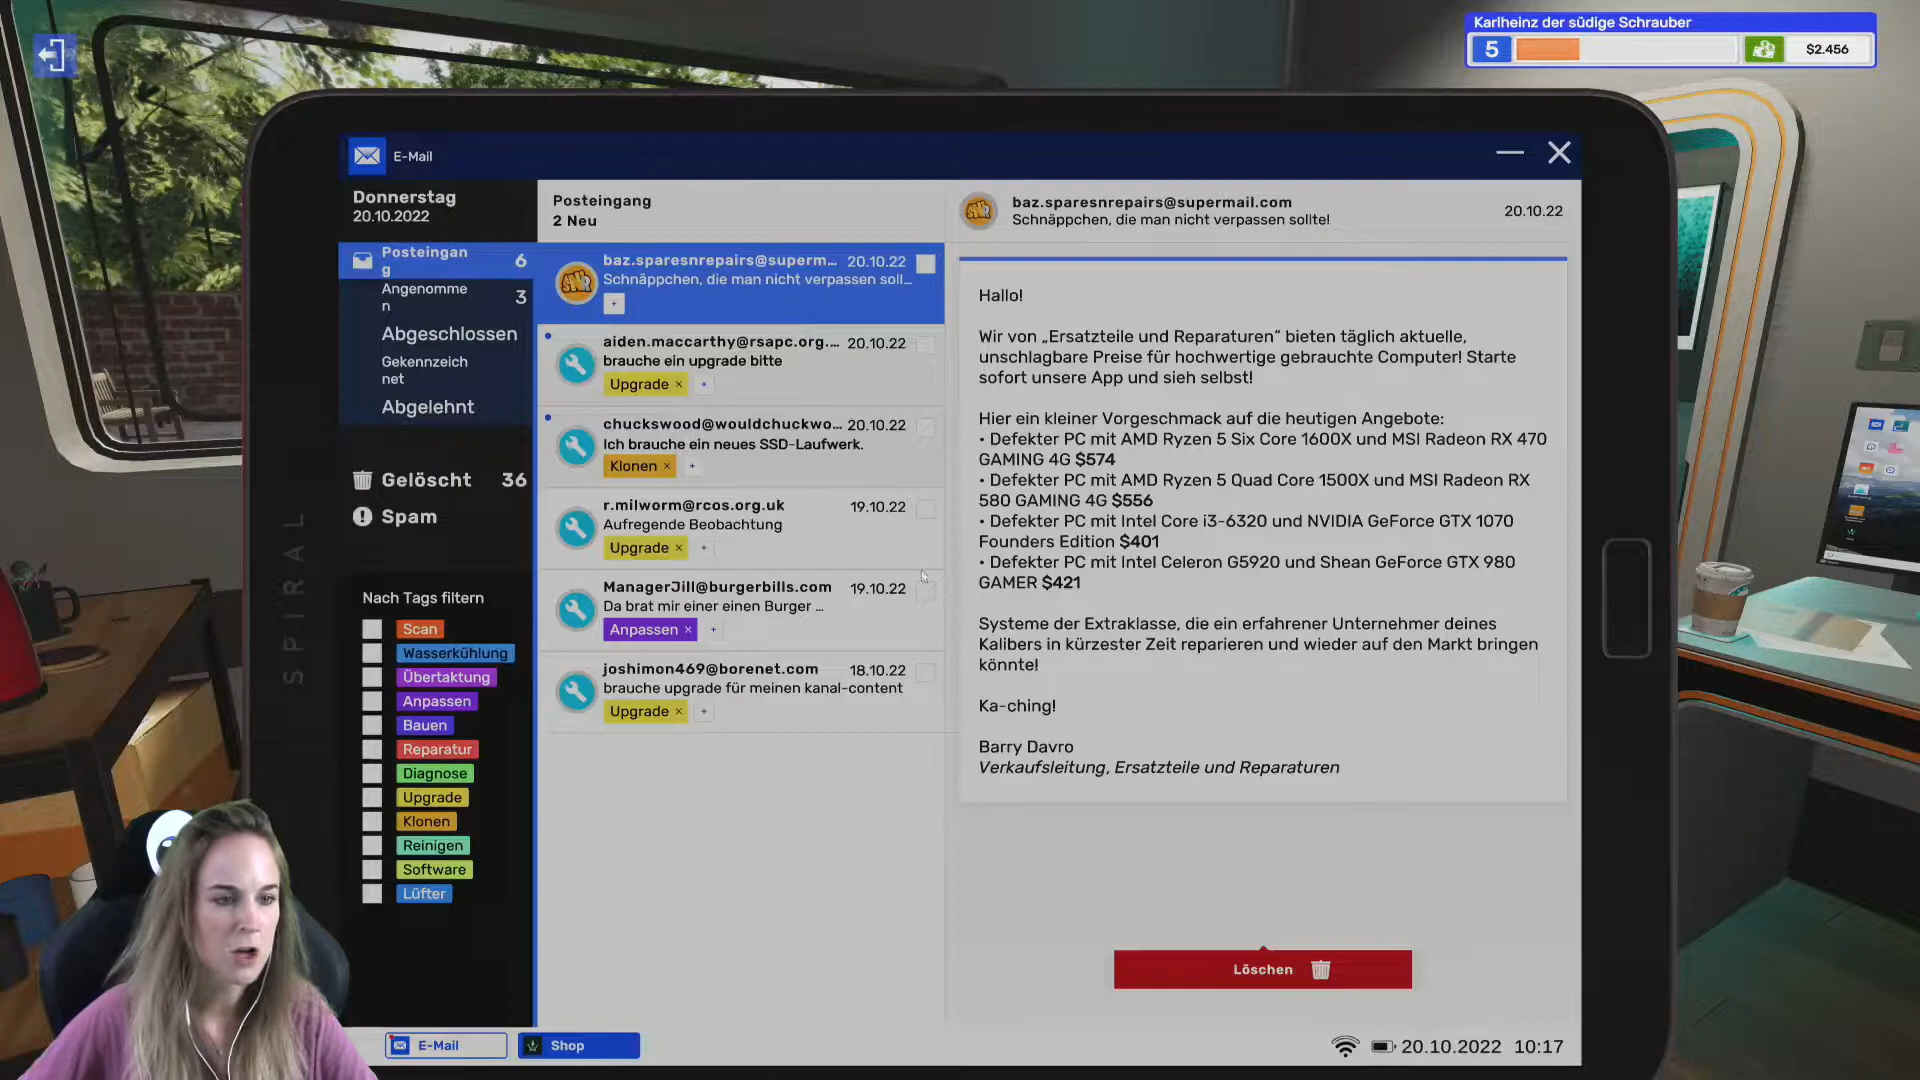 Karlheinz der südige Schrauber
5
$2.456
E-Mail
Donnerstag
20.10.2022
Posteingang
2 Neu
baz.sparesnrepairs@supermail.com
Schnäppchen, die man nicht verpassen sollte!
20.10.22
Posteingan
g
6
Angenomme
n
3
Abgeschlossen
Gekennzeich
net
Abgelehnt
Gelöscht 36
Spam
Nach Tags filtern
Scan
Wasserkühlung
Übertaktung
Anpassen
Bauen
Reparatur
Diagnose
Upgrade
Klonen
Reinigen
Software
Lüfter
baz.sparesnrepairs@superm... 20.10.22
Schnäppchen, die man nicht verpassen soll...
+
aiden.maccarthy@rsapc.org.... 20.10.22
brauche ein upgrade bitte
Upgrade × +
chuckswood@wouldchuckwo... 20.10.22
Ich brauche ein neues SSD-Laufwerk.
Klonen × +
r.milworm@rcos.org.uk 19.10.22
Aufregende Beobachtung
Upgrade × +
ManagerJill@burgerbills.com 19.10.22
Da brat mir einer einen Burger ...
Anpassen × +
joshimon469@borenet.com 18.10.22
brauche upgrade für meinen kanal-content
Upgrade × +
Hallo!
Wir von „Ersatzteile und Reparaturen“ bieten täglich aktuelle,
unschlagbare Preise für hochwertige gebrauchte Computer! Starte
sofort unsere App und sieh selbst!
Hier ein kleiner Vorgeschmack auf die heutigen Angebote:
• Defekter PC mit AMD Ryzen 5 Six Core 1600X und MSI Radeon RX 470
GAMING 4G $574
• Defekter PC mit AMD Ryzen 5 Quad Core 1500X und MSI Radeon RX
580 GAMING 4G $556
• Defekter PC mit Intel Core i3-6320 und NVIDIA GeForce GTX 1070
Founders Edition $401
• Defekter PC mit Intel Celeron G5920 und Shean GeForce GTX 980
GAMER $421
Systeme der Extraklasse, die ein erfahrener Unternehmer deines
Kalibers in kürzester Zeit reparieren und wieder auf den Markt bringen
könnte!
Ka-ching!
Barry Davro
Verkaufsleitung, Ersatzteile und Reparaturen
Löschen
SPIRAL
E-Mail
Shop
20.10.2022 10:17